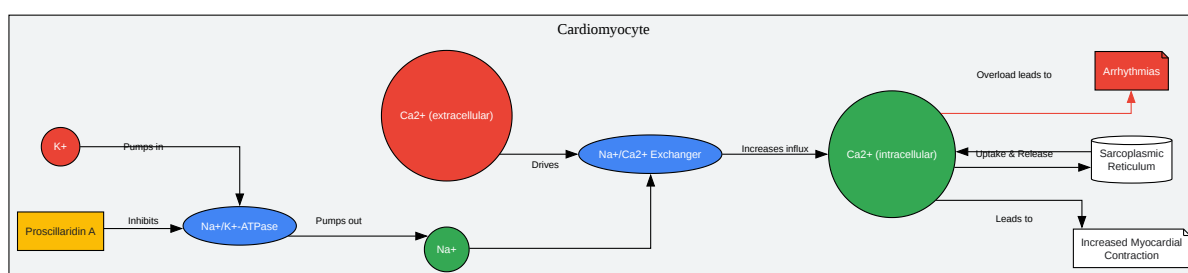 Cardiomyocyte
Ca2+ (extracellular)
Overload leads to
Arrhythmias
K+
Pumps in
Drives
Na+/Ca2+ Exchanger
Increases influx
Ca2+ (intracellular)
Uptake & Release
Sarcoplasmic
Reticulum
Proscillaridin A
Inhibits
Na+/K+-ATPase
Pumps out
Na+
Leads to
Increased Myocardial
Contraction